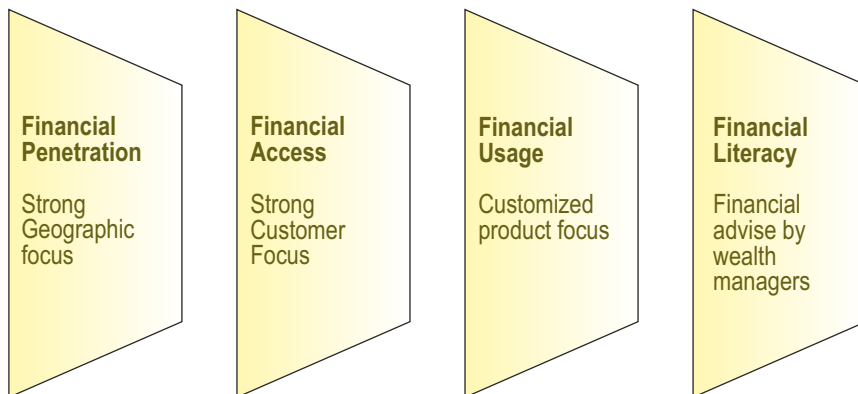 Financial
Penetration
Strong
Geographic
focus
Financial
Access
Strong
Customer
Focus
Financial
Usage
Customized
product focus
Financial
Literacy
Financial
advise by
wealth
managers